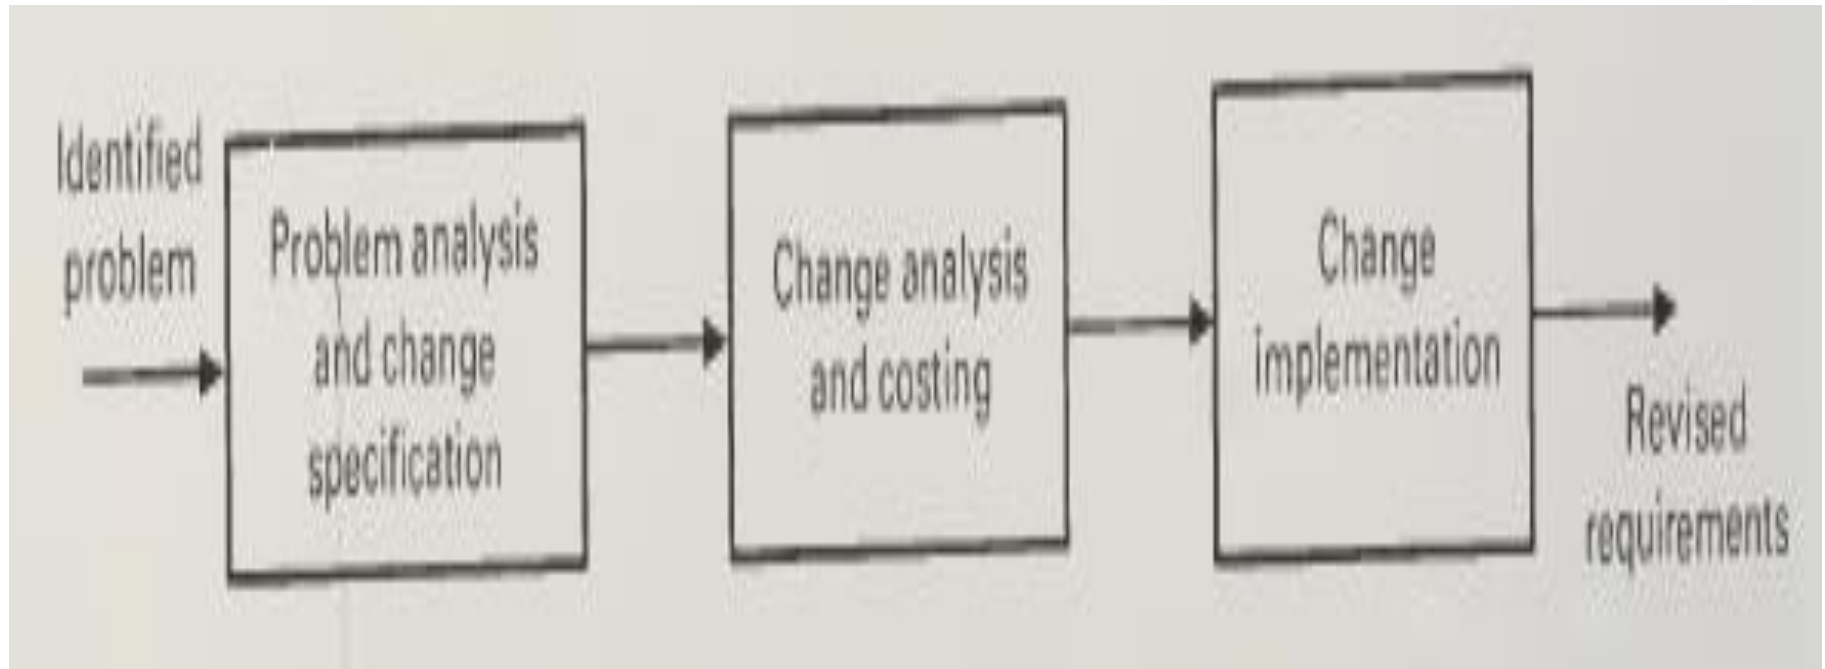 Identified
problem
Problem analysis
and change
specification
Change analysis
and costing
Change
implementation
Revised
requirements